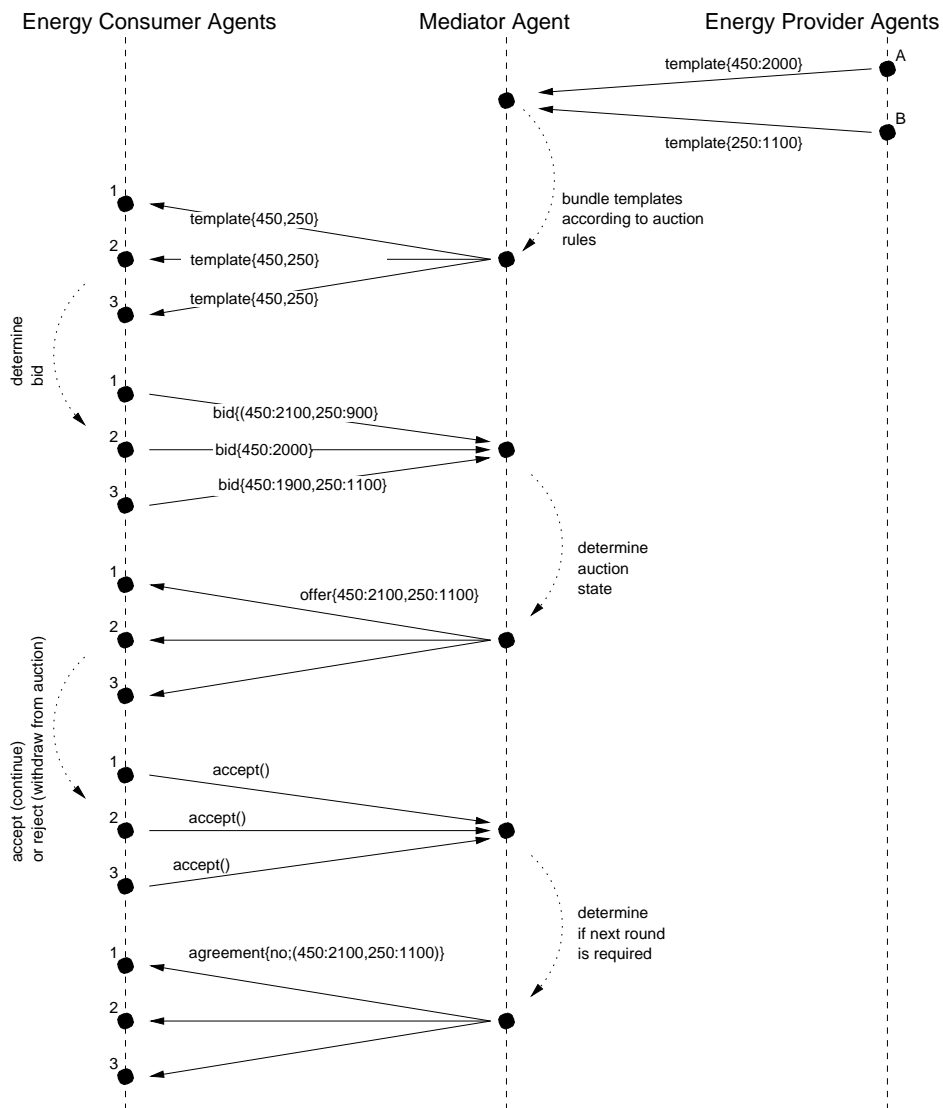 Energy Consumer Agents
Mediator Agent
Energy Provider Agents
A
template{450:2000}
B
template{250:1100}
bundle templates
according to auction
rules
1
template{450,250}
2
template{450,250}
3
template{450,250}
determine
bid
1
bid{(450:2100,250:900}
2
bid{450:2000}
3
bid{450:1900,250:1100}
determine
auction
state
1
offer{450:2100,250:1100}
2
3
accept (continue)
or reject (withdraw from auction)
1
accept()
2
accept()
3
accept()
determine
if next round
is required
1
agreement{no;(450:2100,250:1100)}
2
3